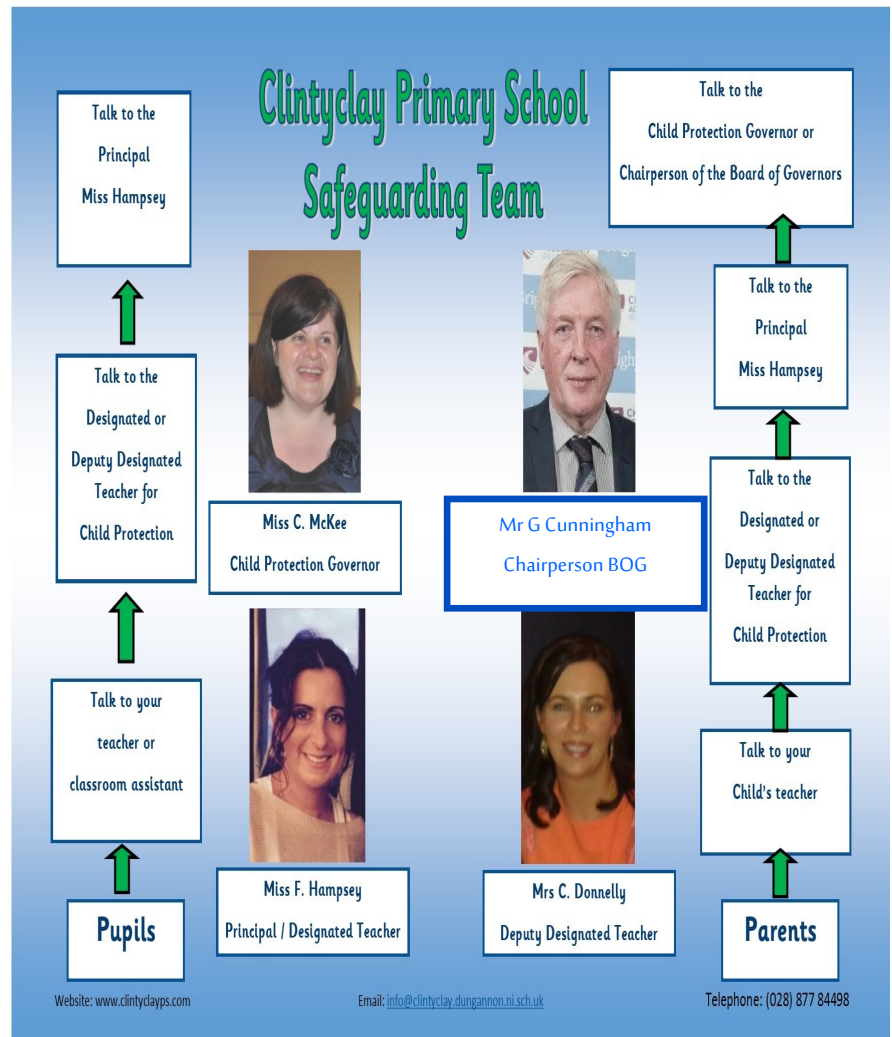 Clintyclay Primary School
Safeguarding Team
Talk to the
Principal
Miss Hampsey
Talk to the
Designated or
Deputy Designated
Teacher for
Child Protection
Talk to your
teacher or
classroom assistant
Pupils
Miss C. McKee
Child Protection Governor
Mr G Cunningham
Chairperson BOG
Miss F. Hampsey
Principal / Designated Teacher
Mrs C. Donnelly
Deputy Designated Teacher
Talk to the
Child Protection Governor or
Chairperson of the Board of Governors
Talk to the
Principal
Miss Hampsey
Talk to the
Designated or
Deputy Designated
Teacher for
Child Protection
Talk to your
Child's teacher
Parents
Website: www.clintyclayps.com
Email: info@clintyclay.dungannon.ni.sch.uk
Telephone: (028) 877 84498